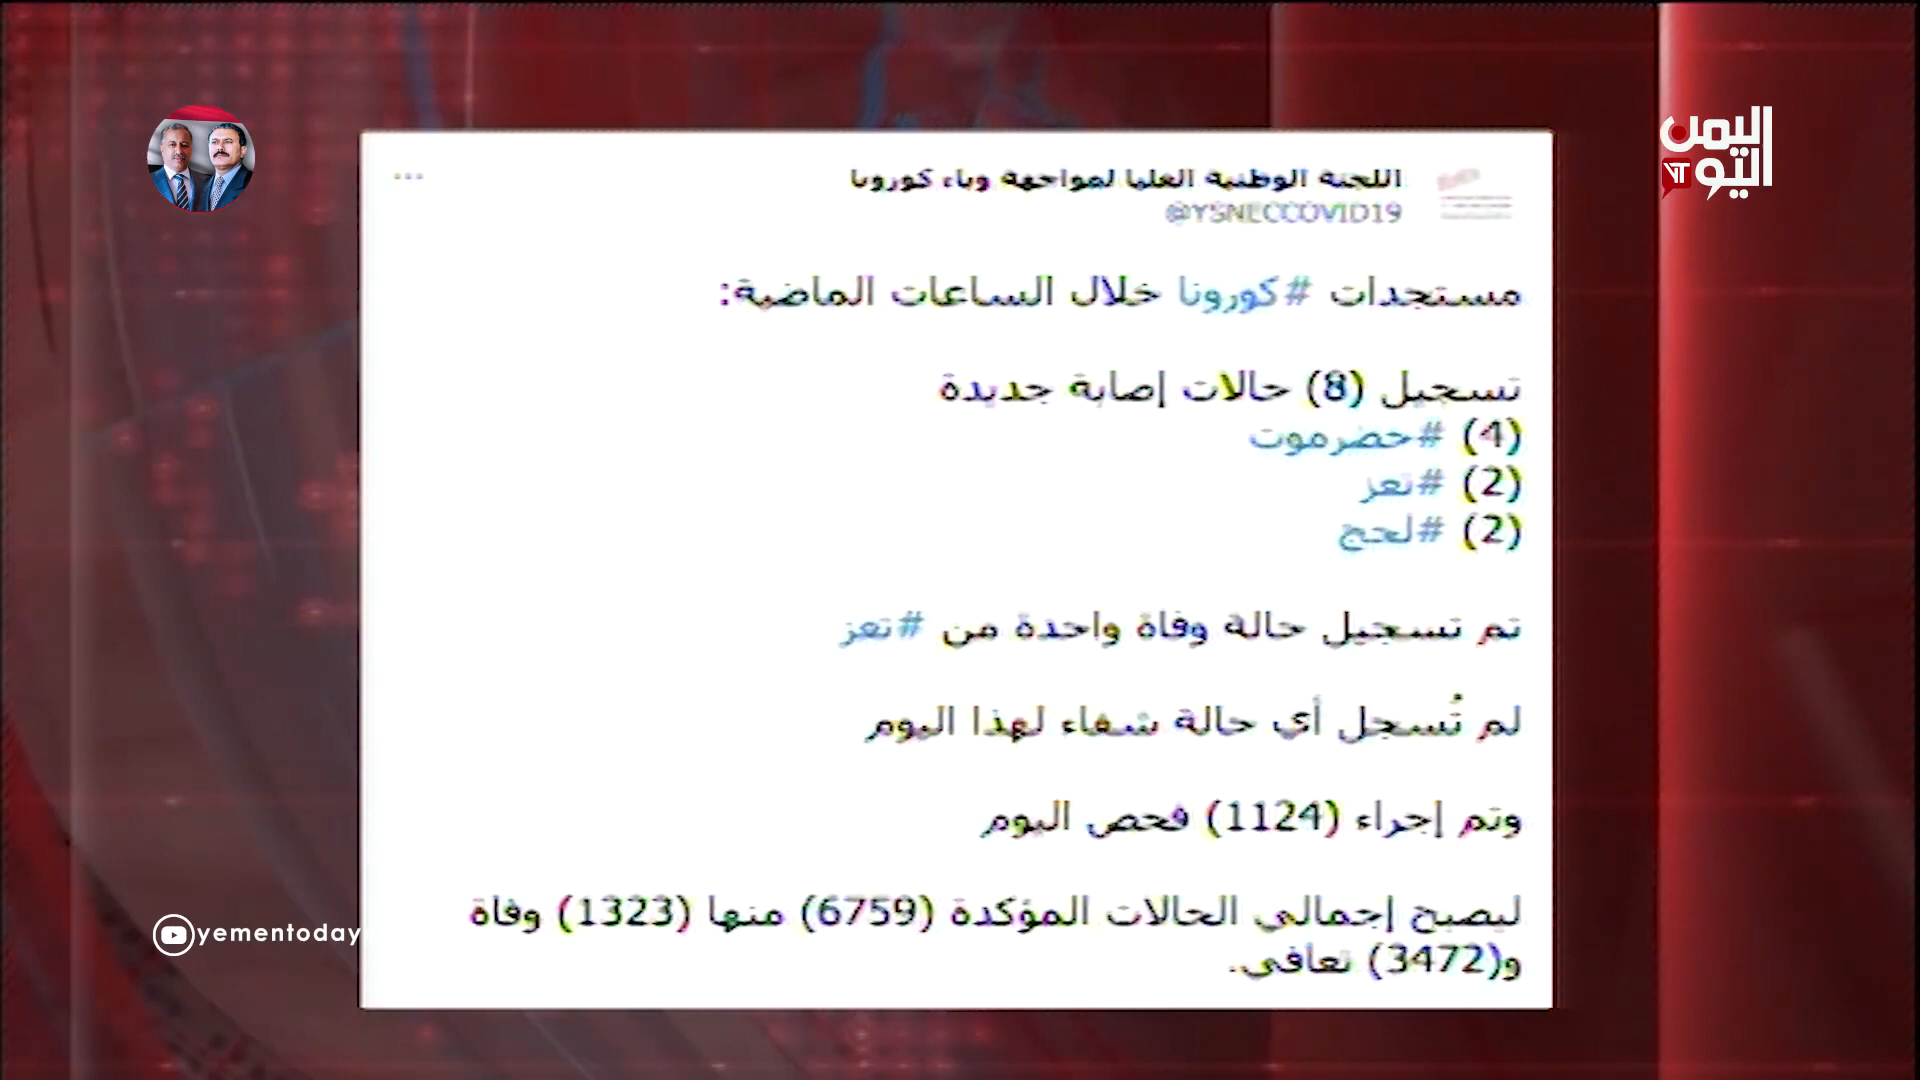 اللجنة الوطنية العليا لمواجهة وباء كورونا
@YSNECCOVID19
مستجدات #كورونا خلال الساعات الماضية:
تسجيل (8) حالات إصابة جديدة
(4) #حضرموت
(2) #تعز
(2) #لحج
تم تسجيل حالة وفاة واحدة من #تعز
لم تُسجل أي حالة شفاء لهذا اليوم
وتم إجراء (1124) فحص اليوم
ليصبح إجمالي الحالات المؤكدة (6759) منها (1323) وفاة
و(3472) تعافي.
اليمن
اليوم
YT
yementoday